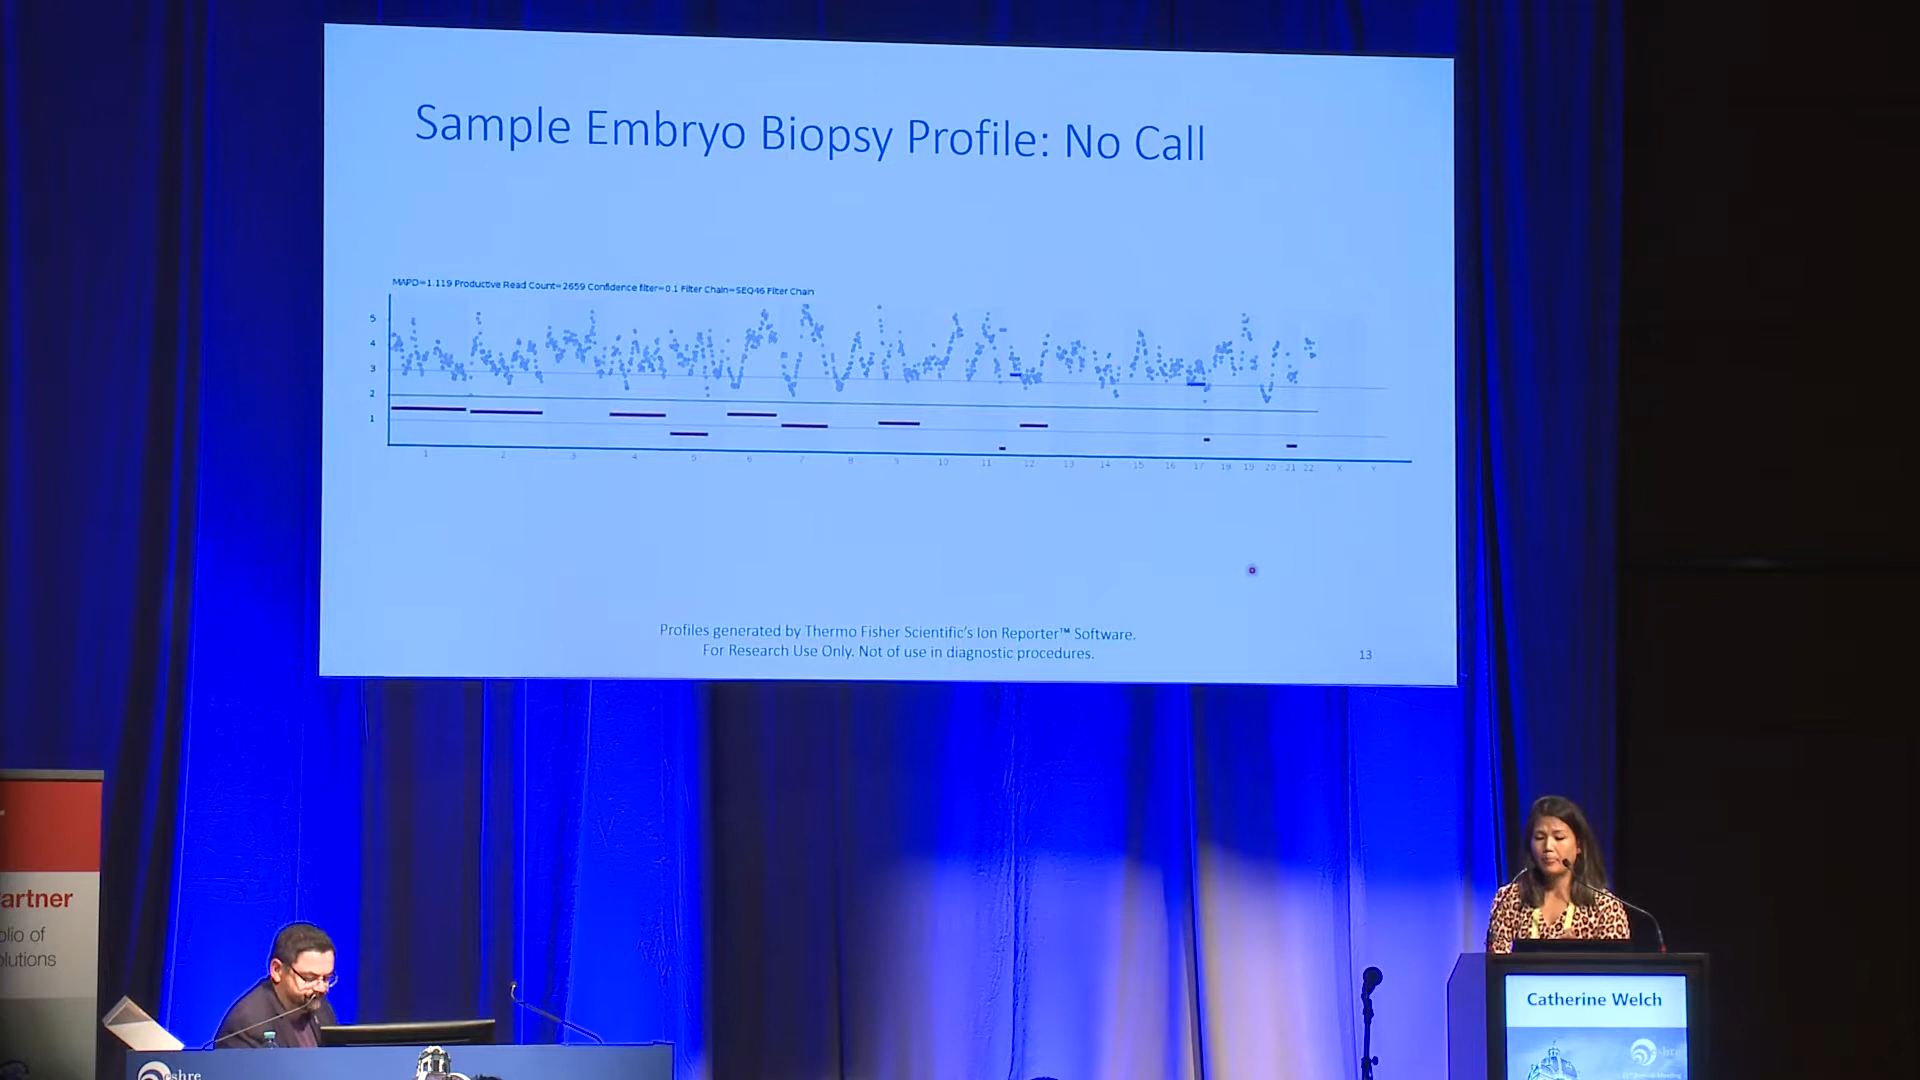 Sample Embryo Biopsy Profile: No Call
MAPD=1.119 Productive Read Count=2659 Confidence filter=0.1 Filter Chain=SEQ46 Filter Chain
5
4
3
2
1
1 2 3 4 5 6 7 8 9 10 11 12 13 14 15 16 17 18 19 20 21 22 X Y
Profiles generated by Thermo Fisher Scientific's Ion Reporter™ Software.
For Research Use Only. Not of use in diagnostic procedures.
13
artner
olio of
olutions
eshre
Catherine Welch
eshre